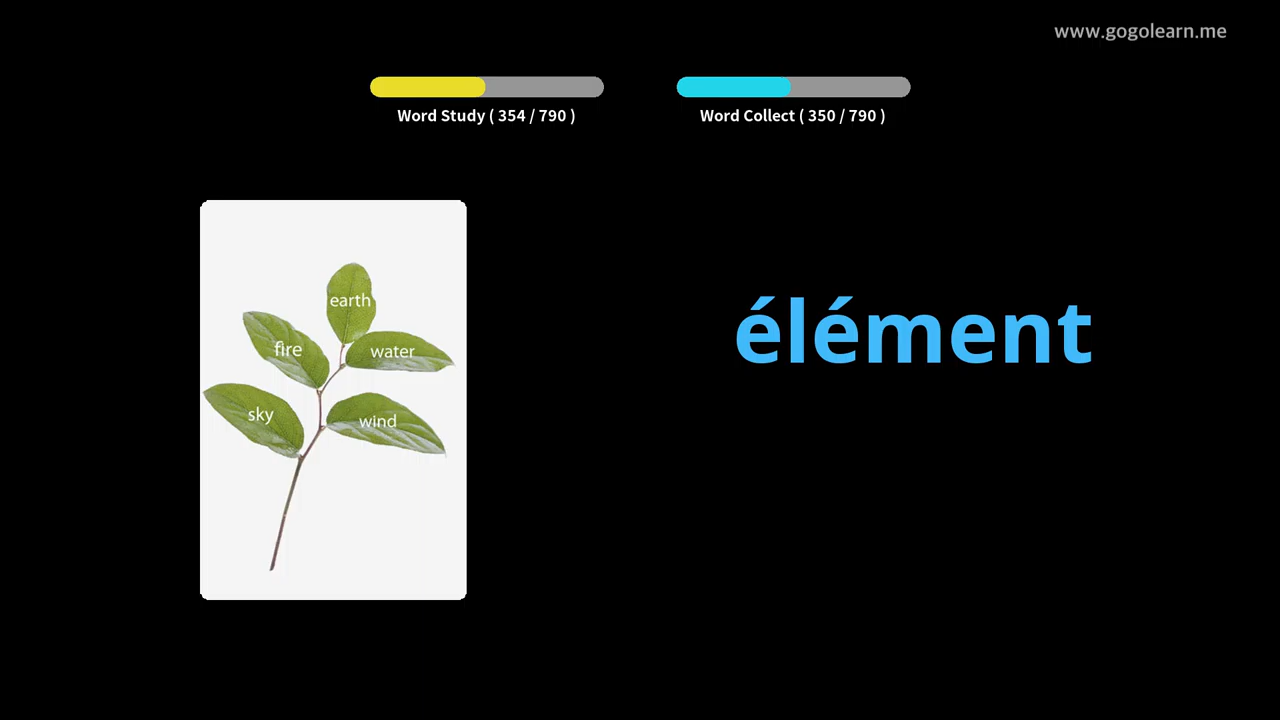 www.gogolearn.me
Word Study ( 354 / 790 )
Word Collect ( 350 / 790 )
earth
fire
water
sky
wind
élément